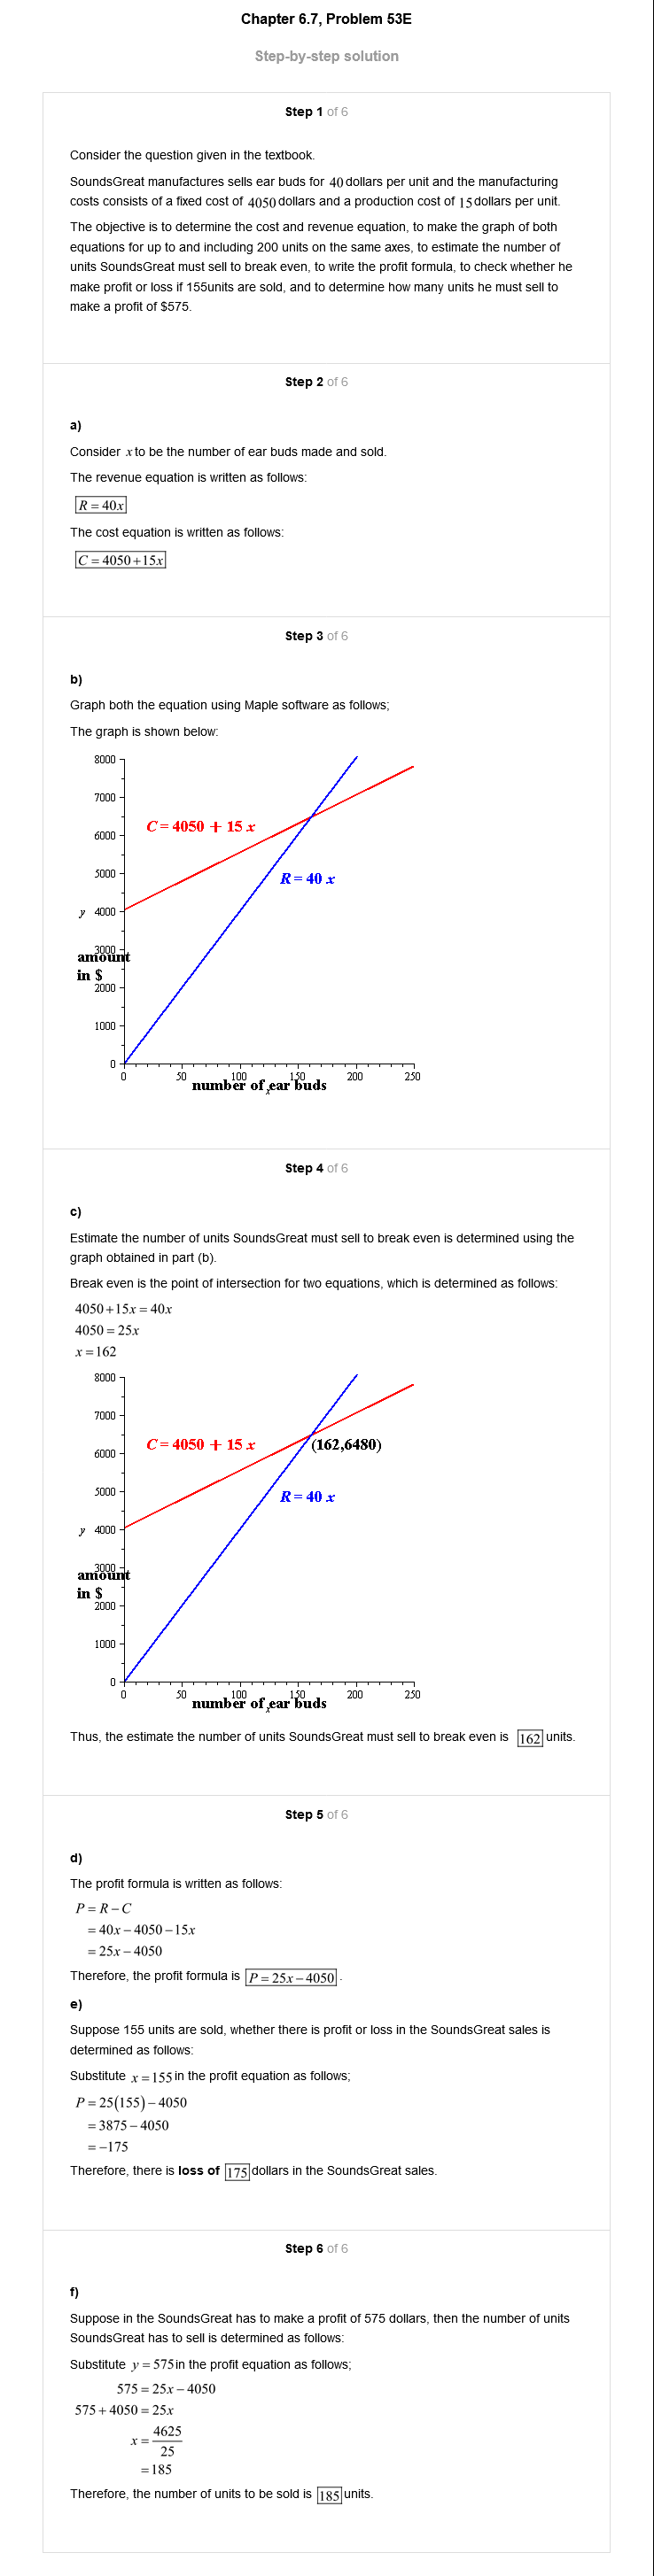 Chapter 6.7, Problem 53E
Step-by-step solution
Step 1 of 6
Consider the question given in the textbook.
SoundsGreat manufactures sells ear buds for 40 dollars per unit and the manufacturing
costs consists of a fixed cost of 4050 dollars and a production cost of 15 dollars per unit.
The objective is to determine the cost and revenue equation, to make the graph of both
equations for up to and including 200 units on the same axes, to estimate the number of
units SoundsGreat must sell to break even, to write the profit formula, to check whether he
make profit or loss if 155units are sold, and to determine how many units he must sell to
make a profit of $575.
Step 2 of 6
a)
Consider x to be the number of ear buds made and sold.
The revenue equation is written as follows:
R = 40x
The cost equation is written as follows:
C = 4050 + 15x
Step 3 of 6
b)
Graph both the equation using Maple software as follows;
The graph is shown below:
8000
7000
C = 4050 + 15 x
6000
5000
R = 40 x
y 4000
3000
amount
in $
2000
1000
0
0 50 100 150 200 250
number of ear buds
x
Step 4 of 6
c)
Estimate the number of units SoundsGreat must sell to break even is determined using the
graph obtained in part (b).
Break even is the point of intersection for two equations, which is determined as follows:
4050 + 15x = 40x
4050 = 25x
x = 162
8000
7000
C = 4050 + 15 x (162,6480)
6000
5000
R = 40 x
y 4000
3000
amount
in $
2000
1000
0
0 50 100 150 200 250
number of ear buds
x
Thus, the estimate the number of units SoundsGreat must sell to break even is 162 units.
Step 5 of 6
d)
The profit formula is written as follows:
P = R − C
= 40x − 4050 − 15x
= 25x − 4050
Therefore, the profit formula is P = 25x − 4050.
e)
Suppose 155 units are sold, whether there is profit or loss in the SoundsGreat sales is
determined as follows:
Substitute x = 155 in the profit equation as follows;
P = 25(155) − 4050
= 3875 − 4050
= −175
Therefore, there is loss of 175 dollars in the SoundsGreat sales.
Step 6 of 6
f)
Suppose in the SoundsGreat has to make a profit of 575 dollars, then the number of units
SoundsGreat has to sell is determined as follows:
Substitute y = 575 in the profit equation as follows;
575 = 25x − 4050
575 + 4050 = 25x
x = 4625/25
= 185
Therefore, the number of units to be sold is 185 units.